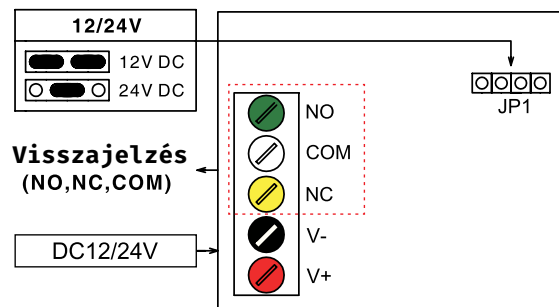 12/24V
12V DC
24V DC
JP1
NO
COM
NC
V-
V+
Visszajelzés
(NO,NC,COM)
DC12/24V